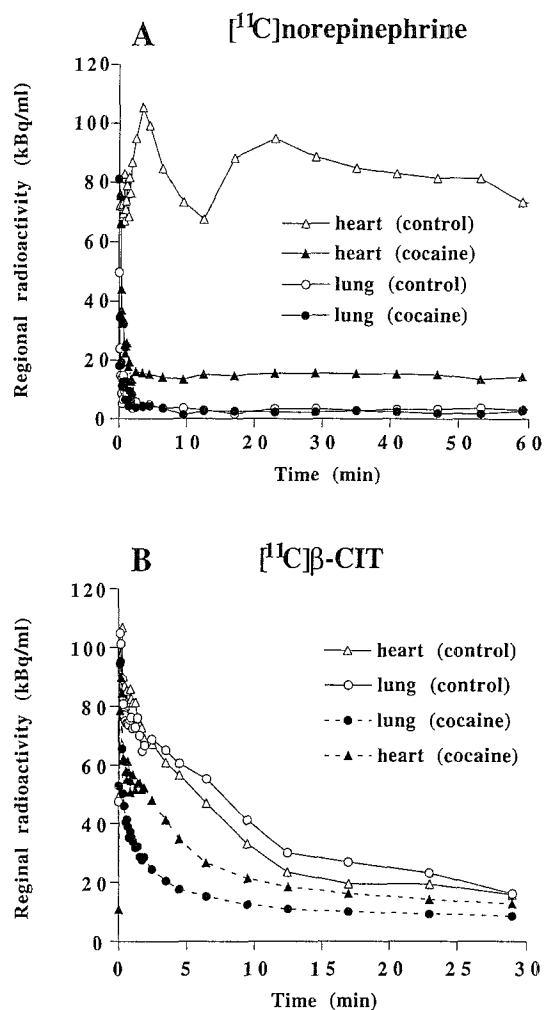 A
[¹¹C]norepinephrine
Regional radioactivity (kBq/ml)
120
100
80
60
40
20
0
heart (control)
heart (cocaine)
lung (control)
lung (cocaine)
0 10 20 30 40 50 60
Time (min)
B
[¹¹C]β-CIT
Reginal radioactivity (kBq/ml)
120
100
80
60
40
20
0
heart (control)
lung (control)
lung (cocaine)
heart (cocaine)
0 5 10 15 20 25 30
Time (min)